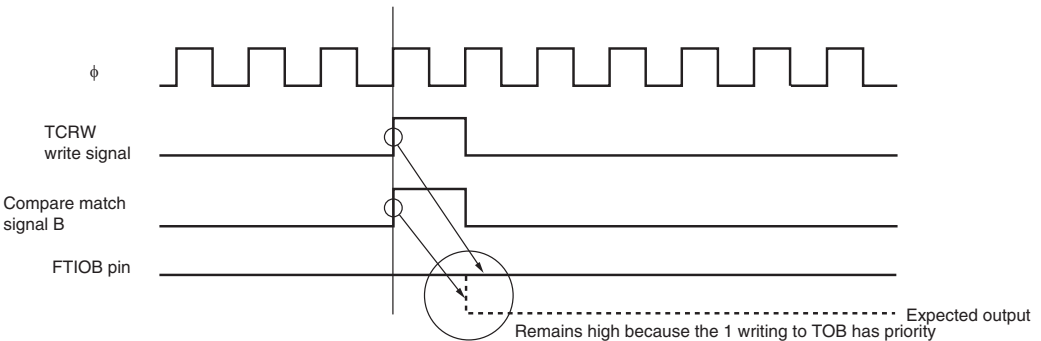 ϕ
TCRW
write signal
Compare match
signal B
FTIOB pin
Expected output
Remains high because the 1 writing to TOB has priority